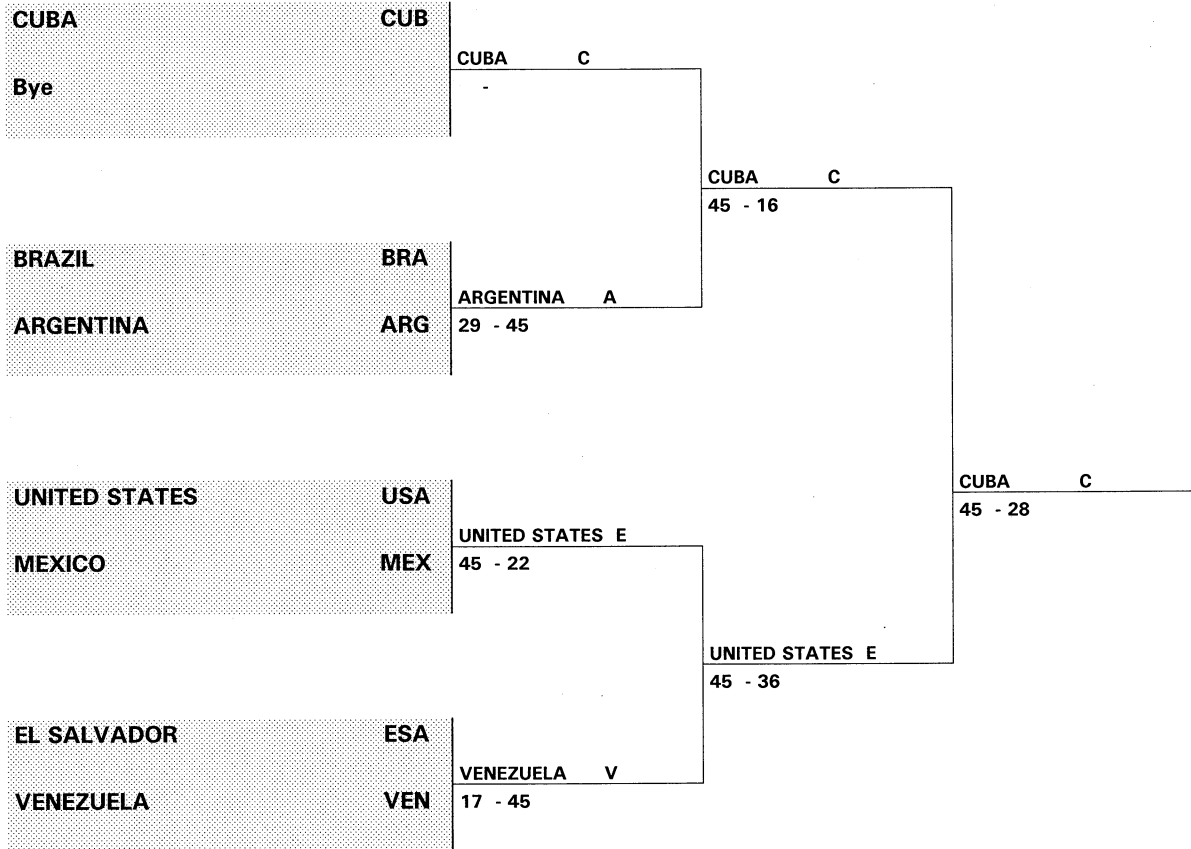 CUBA CUB
CUBA C
Bye
-
CUBA C
45 - 16
BRAZIL BRA
ARGENTINA A
ARGENTINA ARG
29 - 45
CUBA C
45 - 28
UNITED STATES USA
UNITED STATES E
MEXICO MEX
45 - 22
UNITED STATES E
45 - 36
EL SALVADOR ESA
VENEZUELA V
VENEZUELA VEN
17 - 45